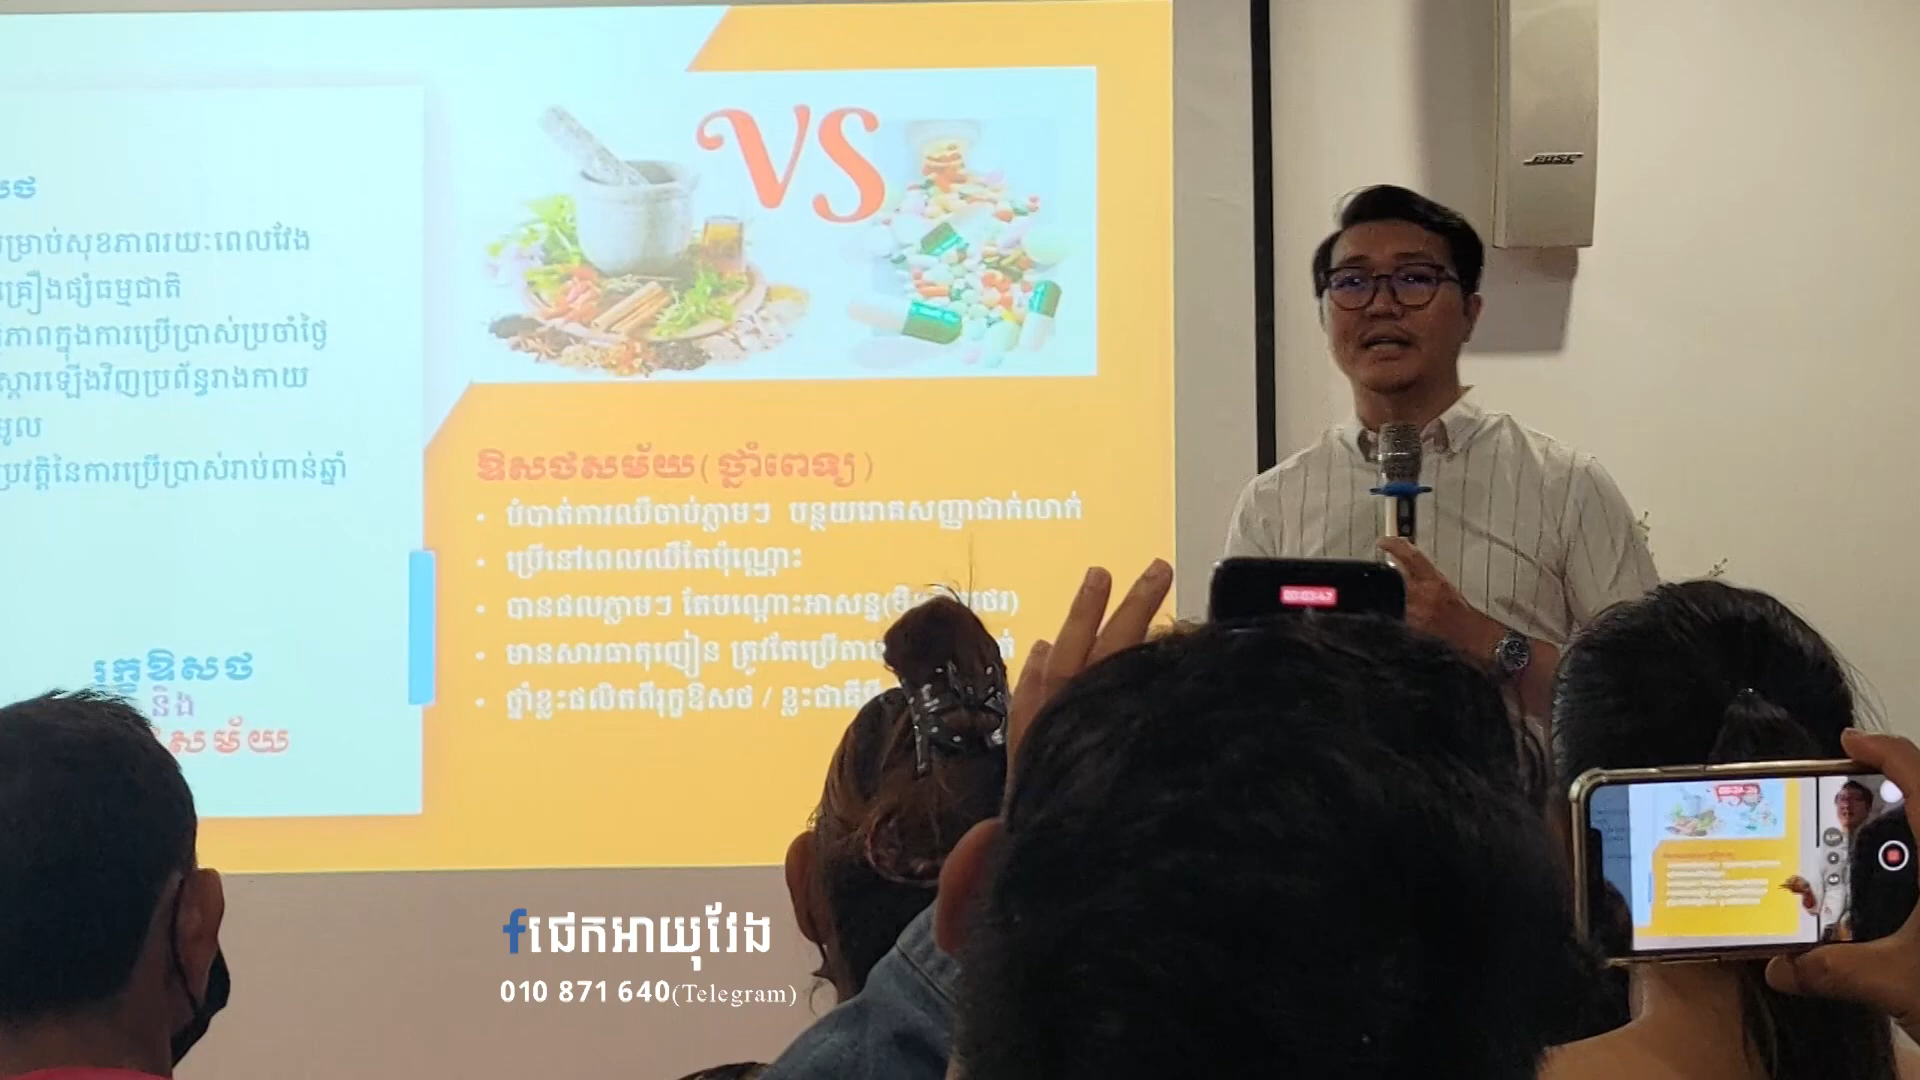 VS
សុខភាពរយៈពេលវែង
គ្រឿងផ្សំធម្មជាតិ
ភាពក្នុងការប្រើប្រាស់ប្រចាំថ្ងៃ
ស្តារឡើងវិញប្រព័ន្ធរាងកាយ
មូល
ប្រវត្តិនៃការប្រើប្រាស់រាប់ពាន់ឆ្នាំ
រុក្ខឱសថ
និង
សម័យ
ឱសថសម័យ(ថ្នាំពេទ្យ)
• បំបាត់ការឈឺចាប់ភ្លាមៗ បន្ថយរោគសញ្ញាជាក់លាក់
• ប្រើនៅពេលឈឺតែប៉ុណ្ណោះ
• បានផលភ្លាមៗ តែបណ្តោះអាសន្ន
• មានសារធាតុញៀន ត្រូវតែប្រើតាម
• ថ្នាំខ្លះផលិតពីរុក្ខឱសថ / ខ្លះជាគីមី
BOSE
00:03:47
fជេកអាយុវែង
010 871 640(Telegram)